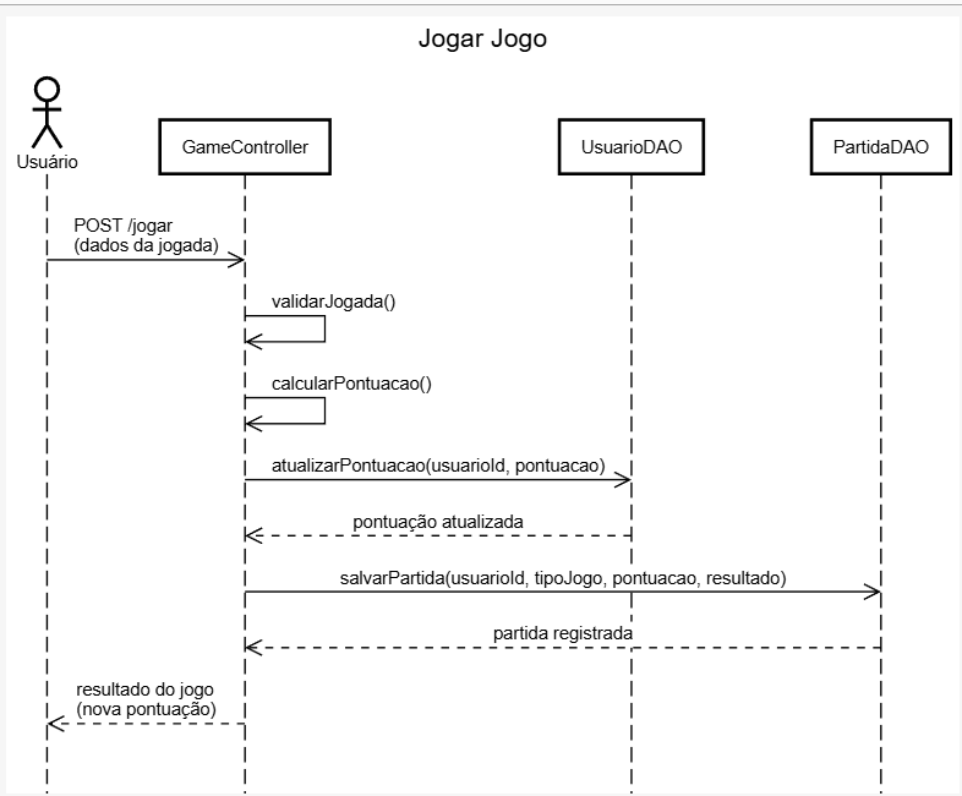 Jogar Jogo
Usuário
GameController
UsuarioDAO
PartidaDAO
POST /jogar
(dados da jogada)
validarJogada()
calcularPontuacao()
atualizarPontuacao(usuarioId, pontuacao)
pontuação atualizada
salvarPartida(usuarioId, tipoJogo, pontuacao, resultado)
partida registrada
resultado do jogo
(nova pontuação)